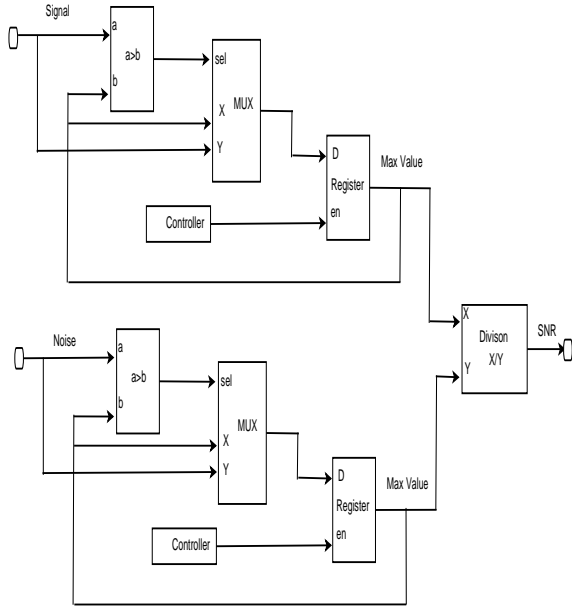 Signal
a
a>b
b
sel
X
MUX
Y
D
Register
en
Max Value
Controller
X
Divison
X/Y
Y
SNR
Noise
a
a>b
b
sel
MUX
X
Y
D
Register
en
Max Value
Controller